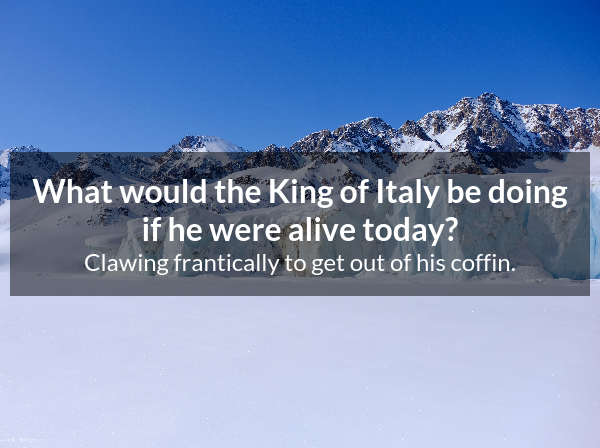 What would the King of Italy be doing
if he were alive today?
Clawing frantically to get out of his coffin.